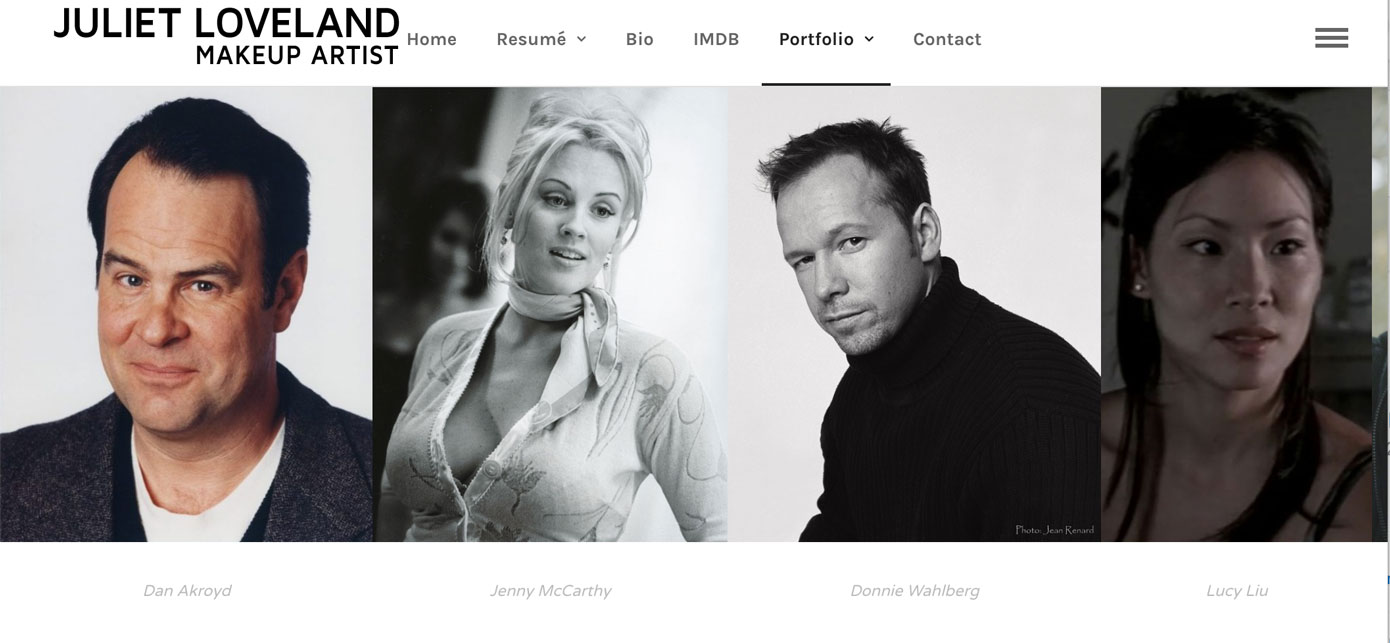 JULIET LOVELAND
MAKEUP ARTIST
Home Resumé Bio IMDB Portfolio Contact
Photo: Jean Renard
Dan Akroyd
Jenny McCarthy
Donnie Wahlberg
Lucy Liu